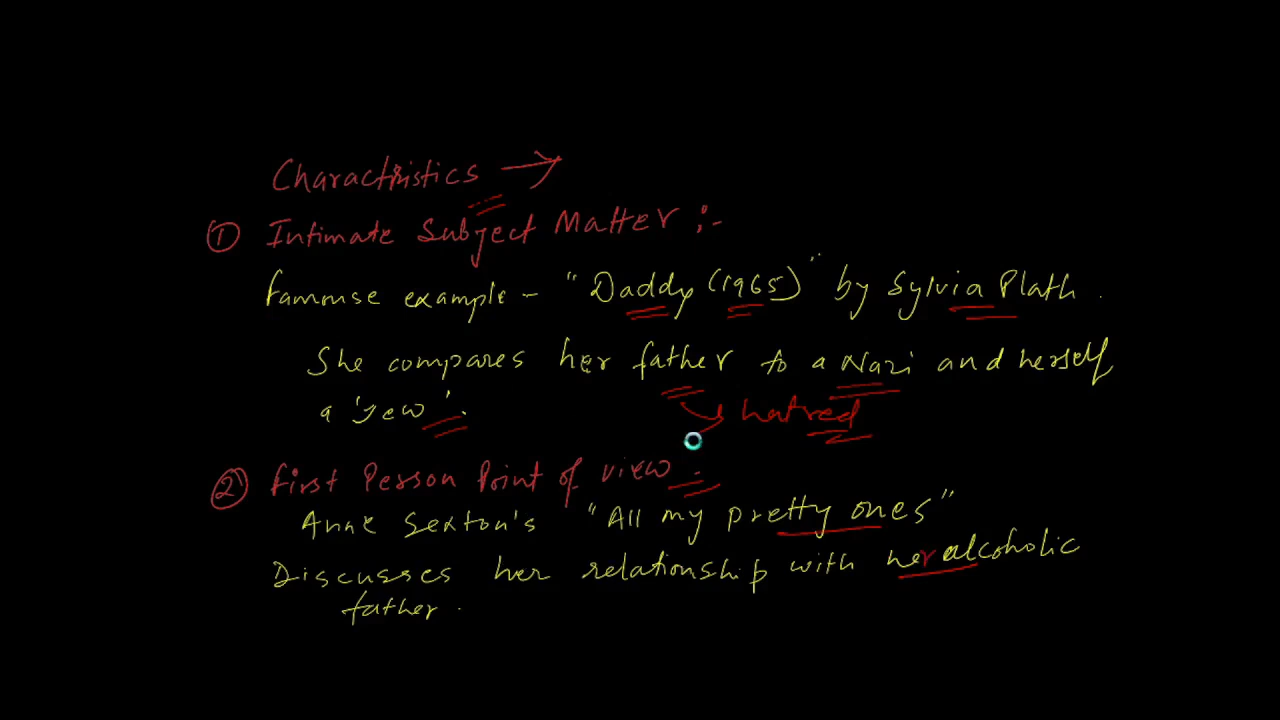 Charactristics →
① Intimate Subject Matter :-
Fammuse example - "Daddy (1965)" by Sylvia Plath.
She compares her father to a Nazi and herself
a 'Jew'.
hatred
② First Person Point of view.
Anne Sexton's "All my pretty ones"
Discusses her relationship with her alcoholic
father.